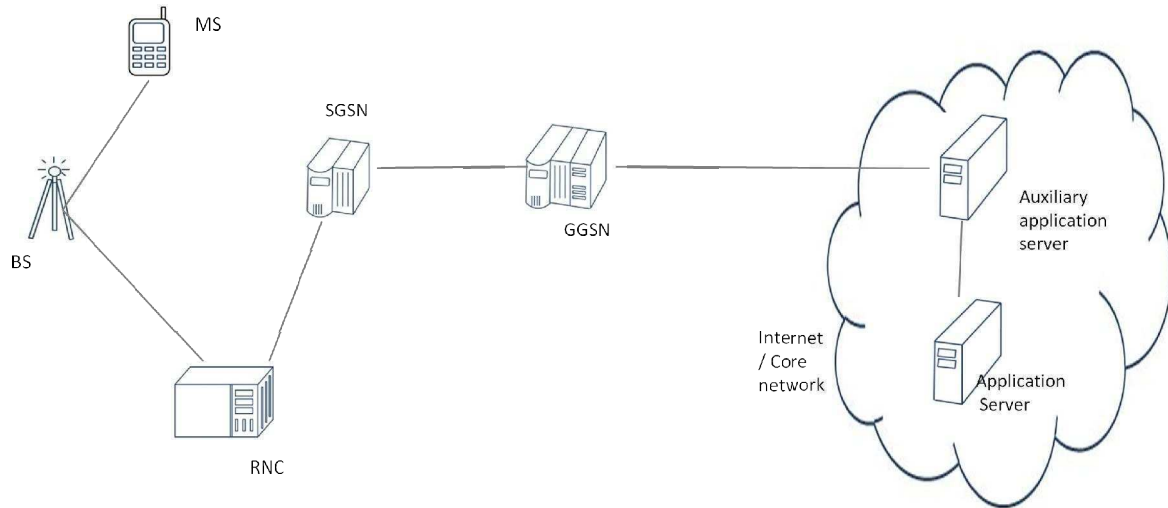 MS
SGSN
Auxiliary
application
server
GGSN
BS
Internet
/ Core
network
Application
Server
RNC